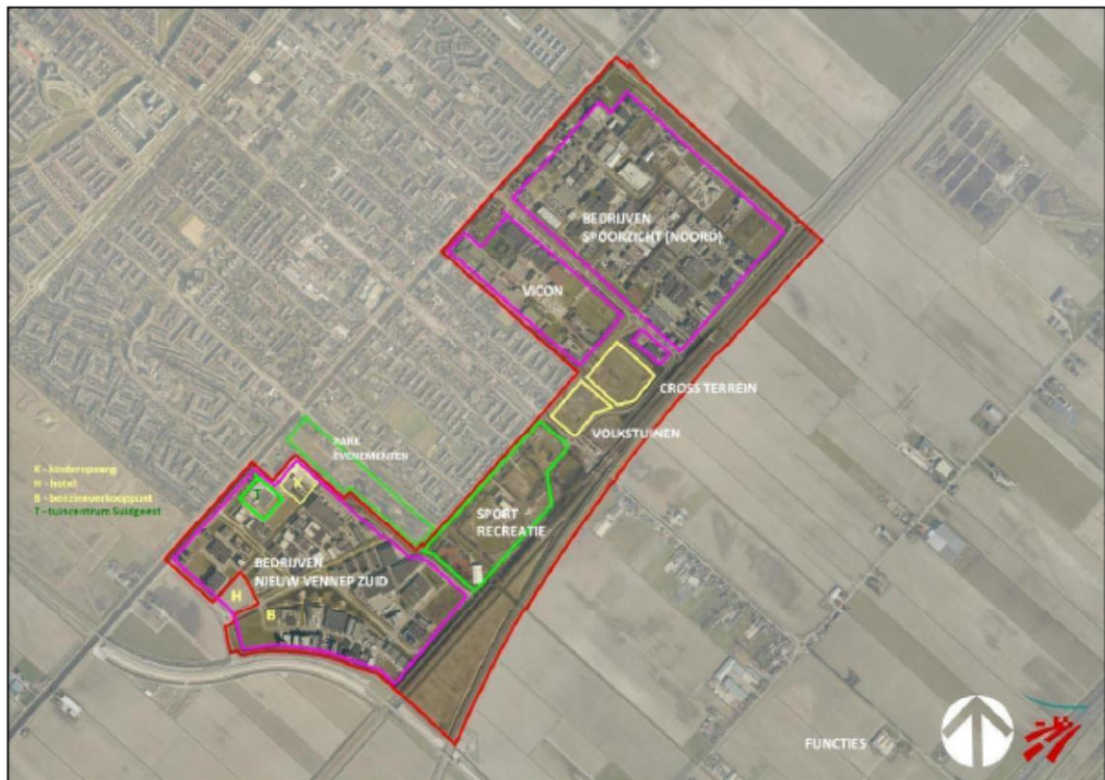 BEDRIJVEN
SPOORZICHT (NOORD)
VICON
CROSS TERREIN
VOLKSTUINEN
PARK
EVENEMENTEN
K - kinderopvang
H - hotel
B - benzineverkooppunt
T - tuincentrum Suidgeest
T
K
SPORT
RECREATIE
BEDRIJVEN
NIEUW VENNEP ZUID
H
B
FUNCTIES